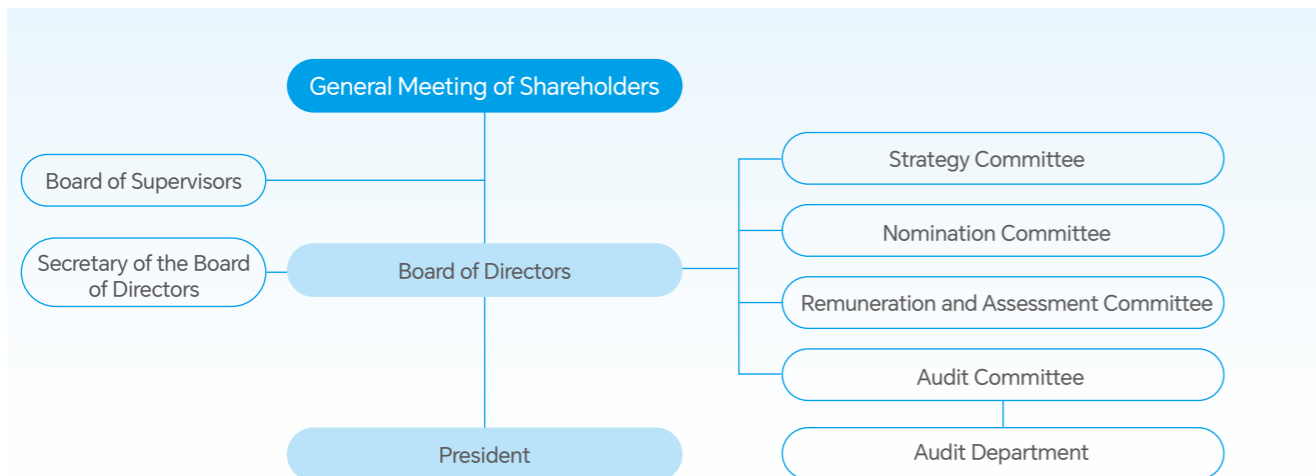 General Meeting of Shareholders
Board of Supervisors
Secretary of the Board
of Directors
Board of Directors
President
Strategy Committee
Nomination Committee
Remuneration and Assessment Committee
Audit Committee
Audit Department